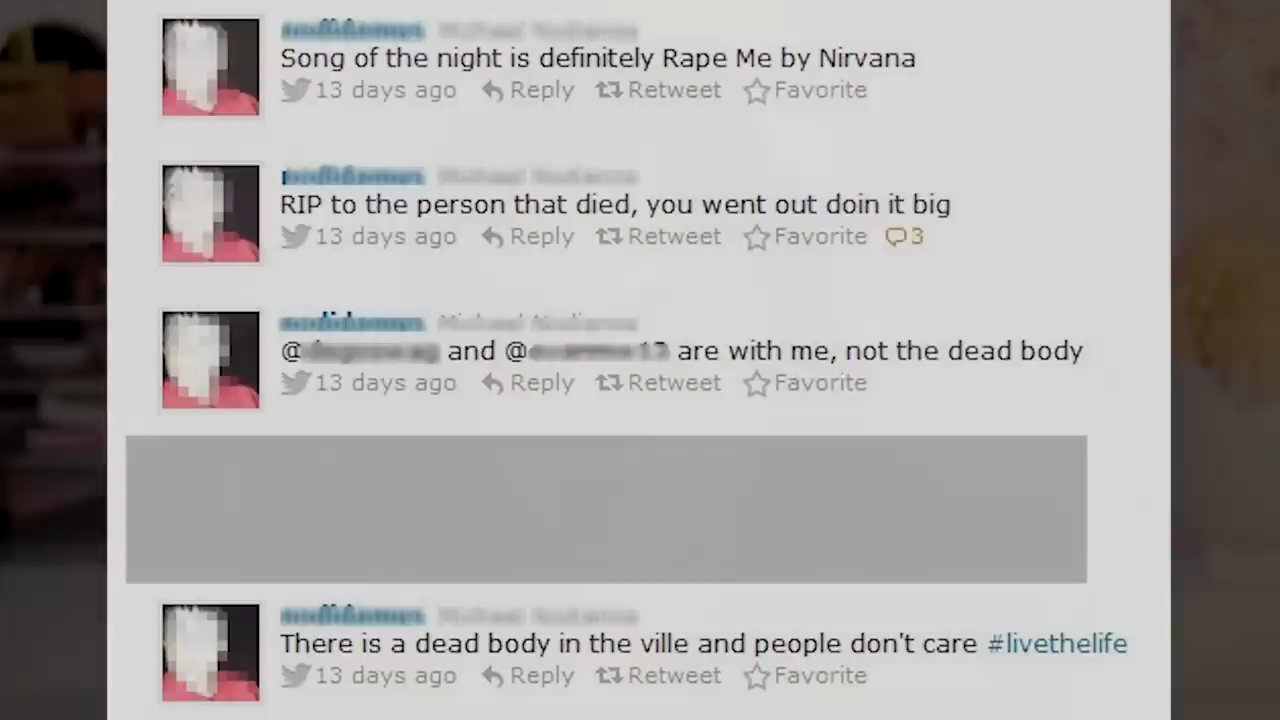 Song of the night is definitely Rape Me by Nirvana
13 days ago Reply Retweet Favorite
RIP to the person that died, you went out doin it big
13 days ago Reply Retweet Favorite 3
@ and @ are with me, not the dead body
13 days ago Reply Retweet Favorite
There is a dead body in the ville and people don't care #livethelife
13 days ago Reply Retweet Favorite